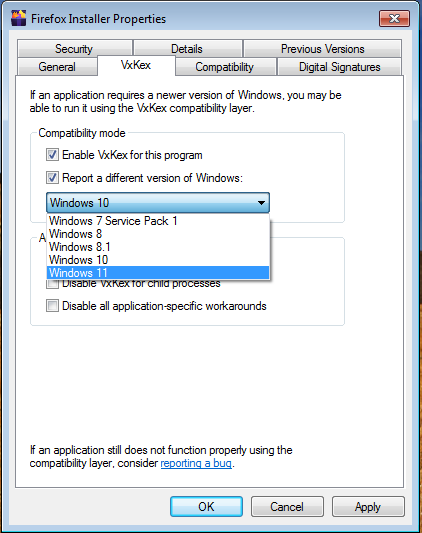 Firefox Installer Properties
Security Details Previous Versions
General VxKex Compatibility Digital Signatures
If an application requires a newer version of Windows, you may be
able to run it using the VxKex compatibility layer.
Compatibility mode
Enable VxKex for this program
Report a different version of Windows:
Windows 10
Windows 7 Service Pack 1
Windows 8
Windows 8.1
Windows 10
Windows 11
Disable VxKex for child processes
Disable all application-specific workarounds
If an application still does not function properly using the
compatibility layer, consider reporting a bug.
OK Cancel Apply